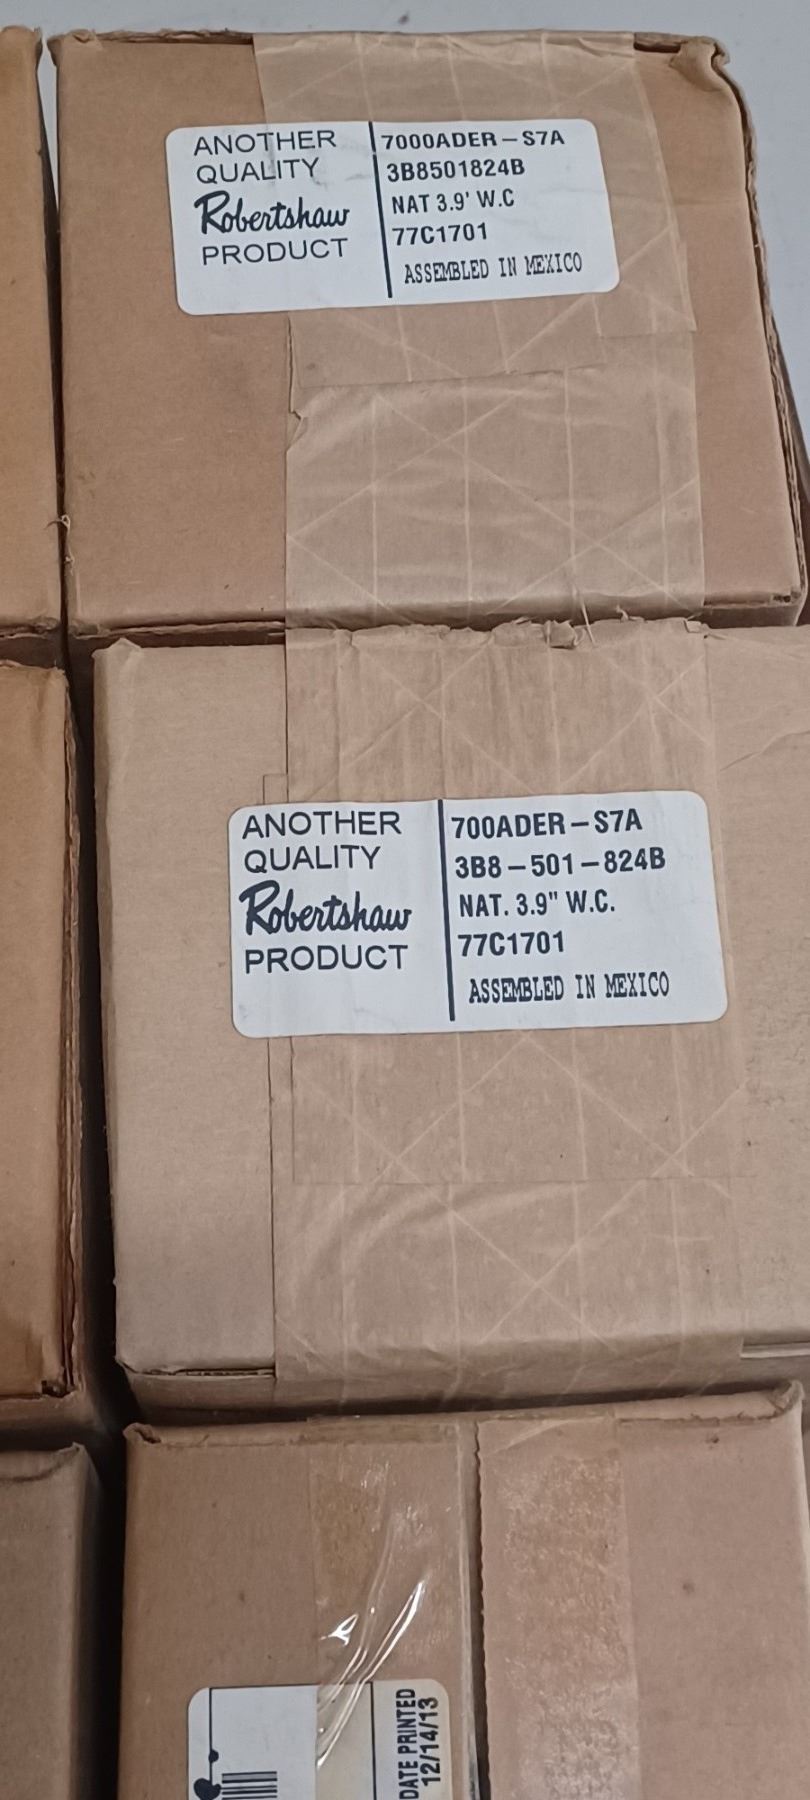 ANOTHER
QUALITY
Robertshaw
PRODUCT
7000ADER-S7A
3B8501824B
NAT 3.9' W.C
77C1701
ASSEMBLED IN MEXICO
ANOTHER
QUALITY
Robertshaw
PRODUCT
700ADER-S7A
3B8-501-824B
NAT. 3.9" W.C.
77C1701
ASSEMBLED IN MEXICO
DATE PRINTED
12/14/13